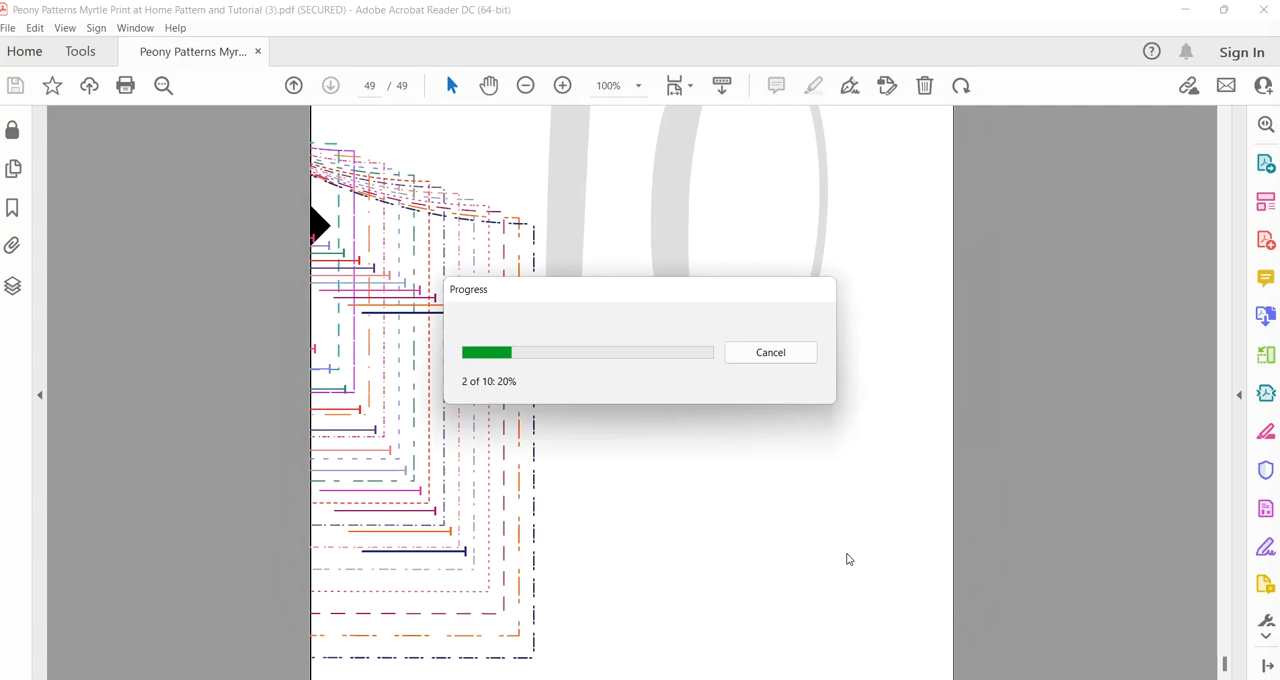 Peony Patterns Myrtle Print at Home Pattern and Tutorial (3).pdf (SECURED) - Adobe Acrobat Reader DC (64-bit)
File Edit View Sign Window Help
Home Tools Peony Patterns Myr... × Sign In
49 / 49 100%
Progress
Cancel
2 of 10: 20%